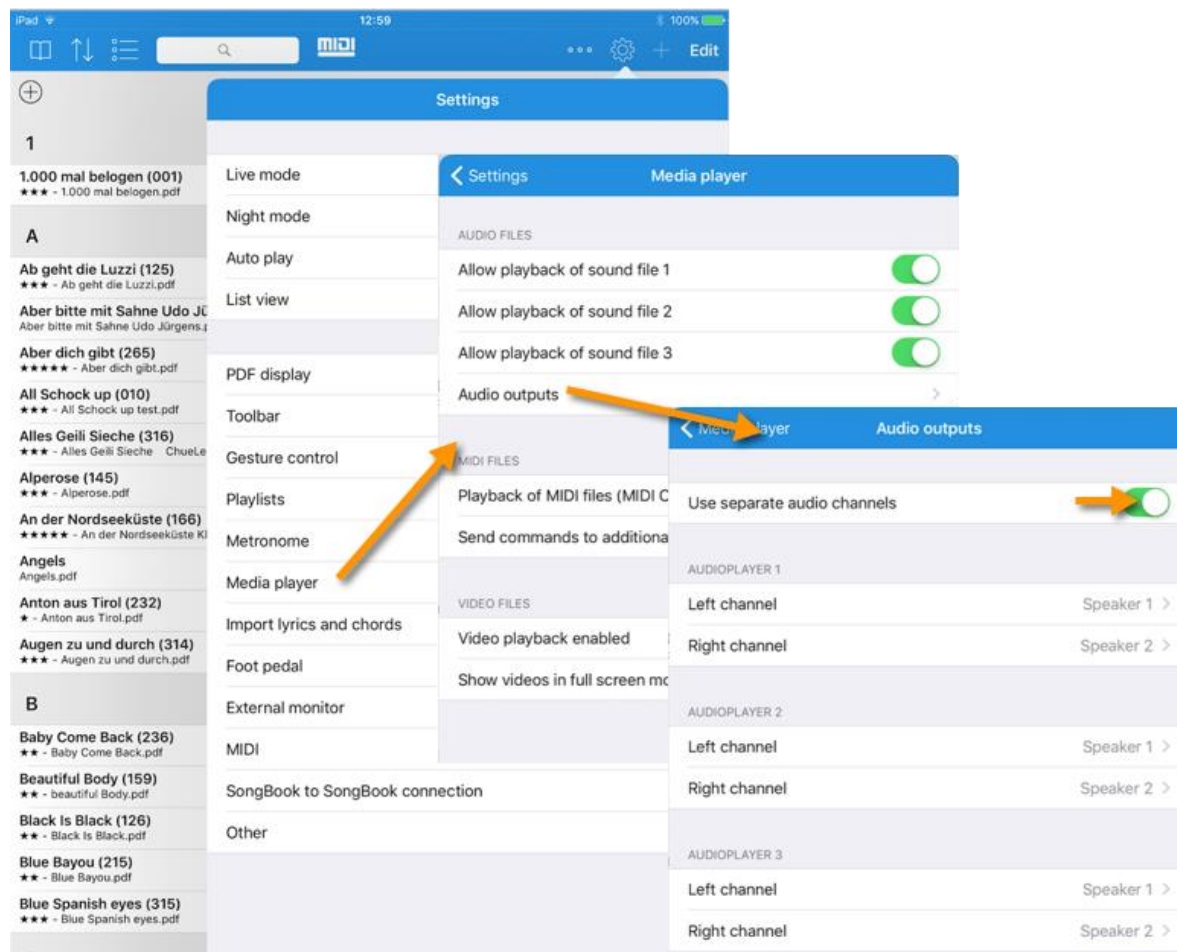 iPad 12:59 100%
MIDI Edit
Settings
1
1.000 mal belogen (001)
★★★ - 1.000 mal belogen.pdf
A
Ab geht die Luzzi (125)
★★★ - Ab geht die Luzzi.pdf
Aber bitte mit Sahne Udo Jü
Aber bitte mit Sahne Udo Jürgens.p
Aber dich gibt (265)
★★★★★ - Aber dich gibt.pdf
All Schock up (010)
★★★ - All Schock up test.pdf
Alles Geili Sieche (316)
★★★ - Alles Geili Sieche ChueLe
Alperose (145)
★★★ - Alperose.pdf
An der Nordseeküste (166)
★★★★★ - An der Nordseeküste Kl
Angels
Angels.pdf
Anton aus Tirol (232)
★ - Anton aus Tirol.pdf
Augen zu und durch (314)
★★★ - Augen zu und durch.pdf
B
Baby Come Back (236)
★★ - Baby Come Back.pdf
Beautiful Body (159)
★★ - beautiful Body.pdf
Black Is Black (126)
★★ - Black Is Black.pdf
Blue Bayou (215)
★★ - Blue Bayou.pdf
Blue Spanish eyes (315)
★★★ - Blue Spanish eyes.pdf
Live mode
Night mode
Auto play
List view
PDF display
Toolbar
Gesture control
Playlists
Metronome
Media player
Import lyrics and chords
Foot pedal
External monitor
MIDI
SongBook to SongBook connection
Other
Settings Media player
AUDIO FILES
Allow playback of sound file 1
Allow playback of sound file 2
Allow playback of sound file 3
Audio outputs
MIDI FILES
Playback of MIDI files (MIDI C
Send commands to additiona
VIDEO FILES
Video playback enabled
Show videos in full screen mo
Media player Audio outputs
Use separate audio channels
AUDIOPLAYER 1
Left channel Speaker 1
Right channel Speaker 2
AUDIOPLAYER 2
Left channel Speaker 1
Right channel Speaker 2
AUDIOPLAYER 3
Left channel Speaker 1
Right channel Speaker 2